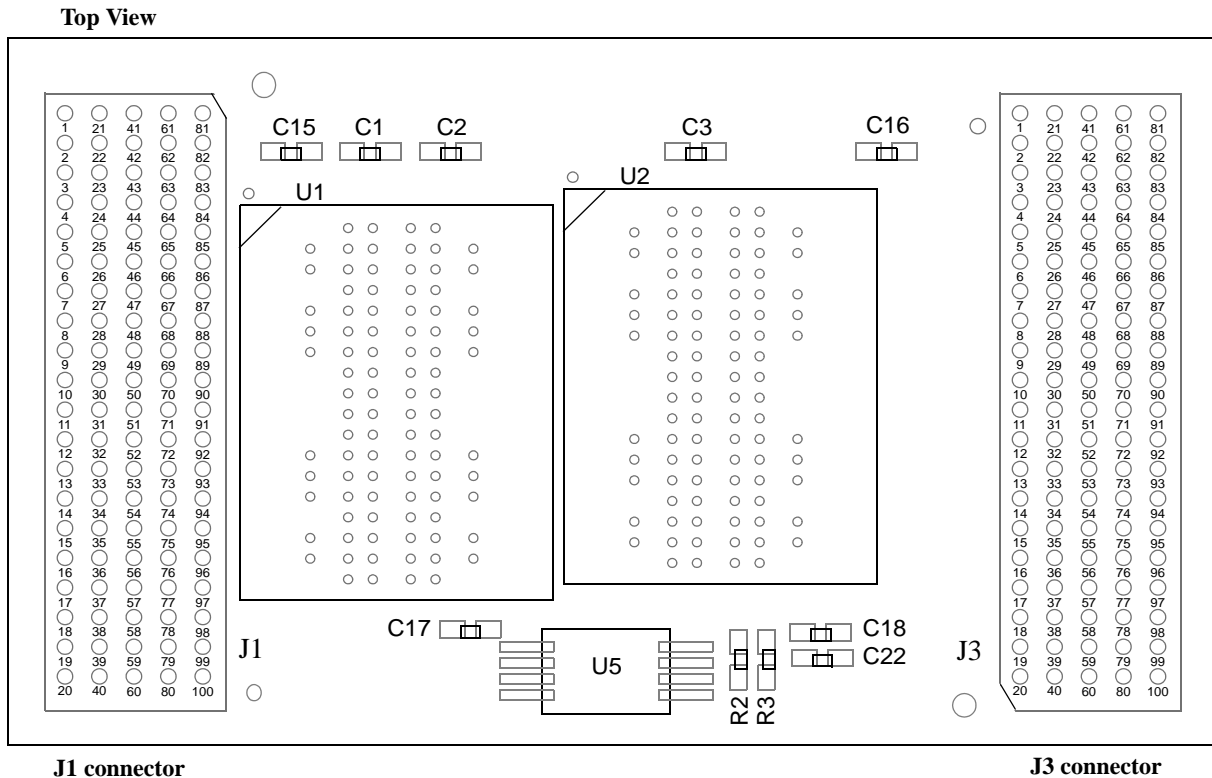 Top View
C15 C1 C2 C3 C16
U1 U2
1 21 41 61 81 1 21 41 61 81
2 22 42 62 82 2 22 42 62 82
3 23 43 63 83 3 23 43 63 83
4 24 44 64 84 4 24 44 64 84
5 25 45 65 85 5 25 45 65 85
6 26 46 66 86 6 26 46 66 86
7 27 47 67 87 7 27 47 67 87
8 28 48 68 88 8 28 48 68 88
9 29 49 69 89 9 29 49 69 89
10 30 50 70 90 10 30 50 70 90
11 31 51 71 91 11 31 51 71 91
12 32 52 72 92 12 32 52 72 92
13 33 53 73 93 13 33 53 73 93
14 34 54 74 94 14 34 54 74 94
15 35 55 75 95 15 35 55 75 95
16 36 56 76 96 16 36 56 76 96
17 37 57 77 97 17 37 57 77 97
18 38 58 78 98 18 38 58 78 98
19 39 59 79 99 19 39 59 79 99
20 40 60 80 100 20 40 60 80 100
C17 C18
J1 U5 C22 J3
R2 R3
J1 connector J3 connector